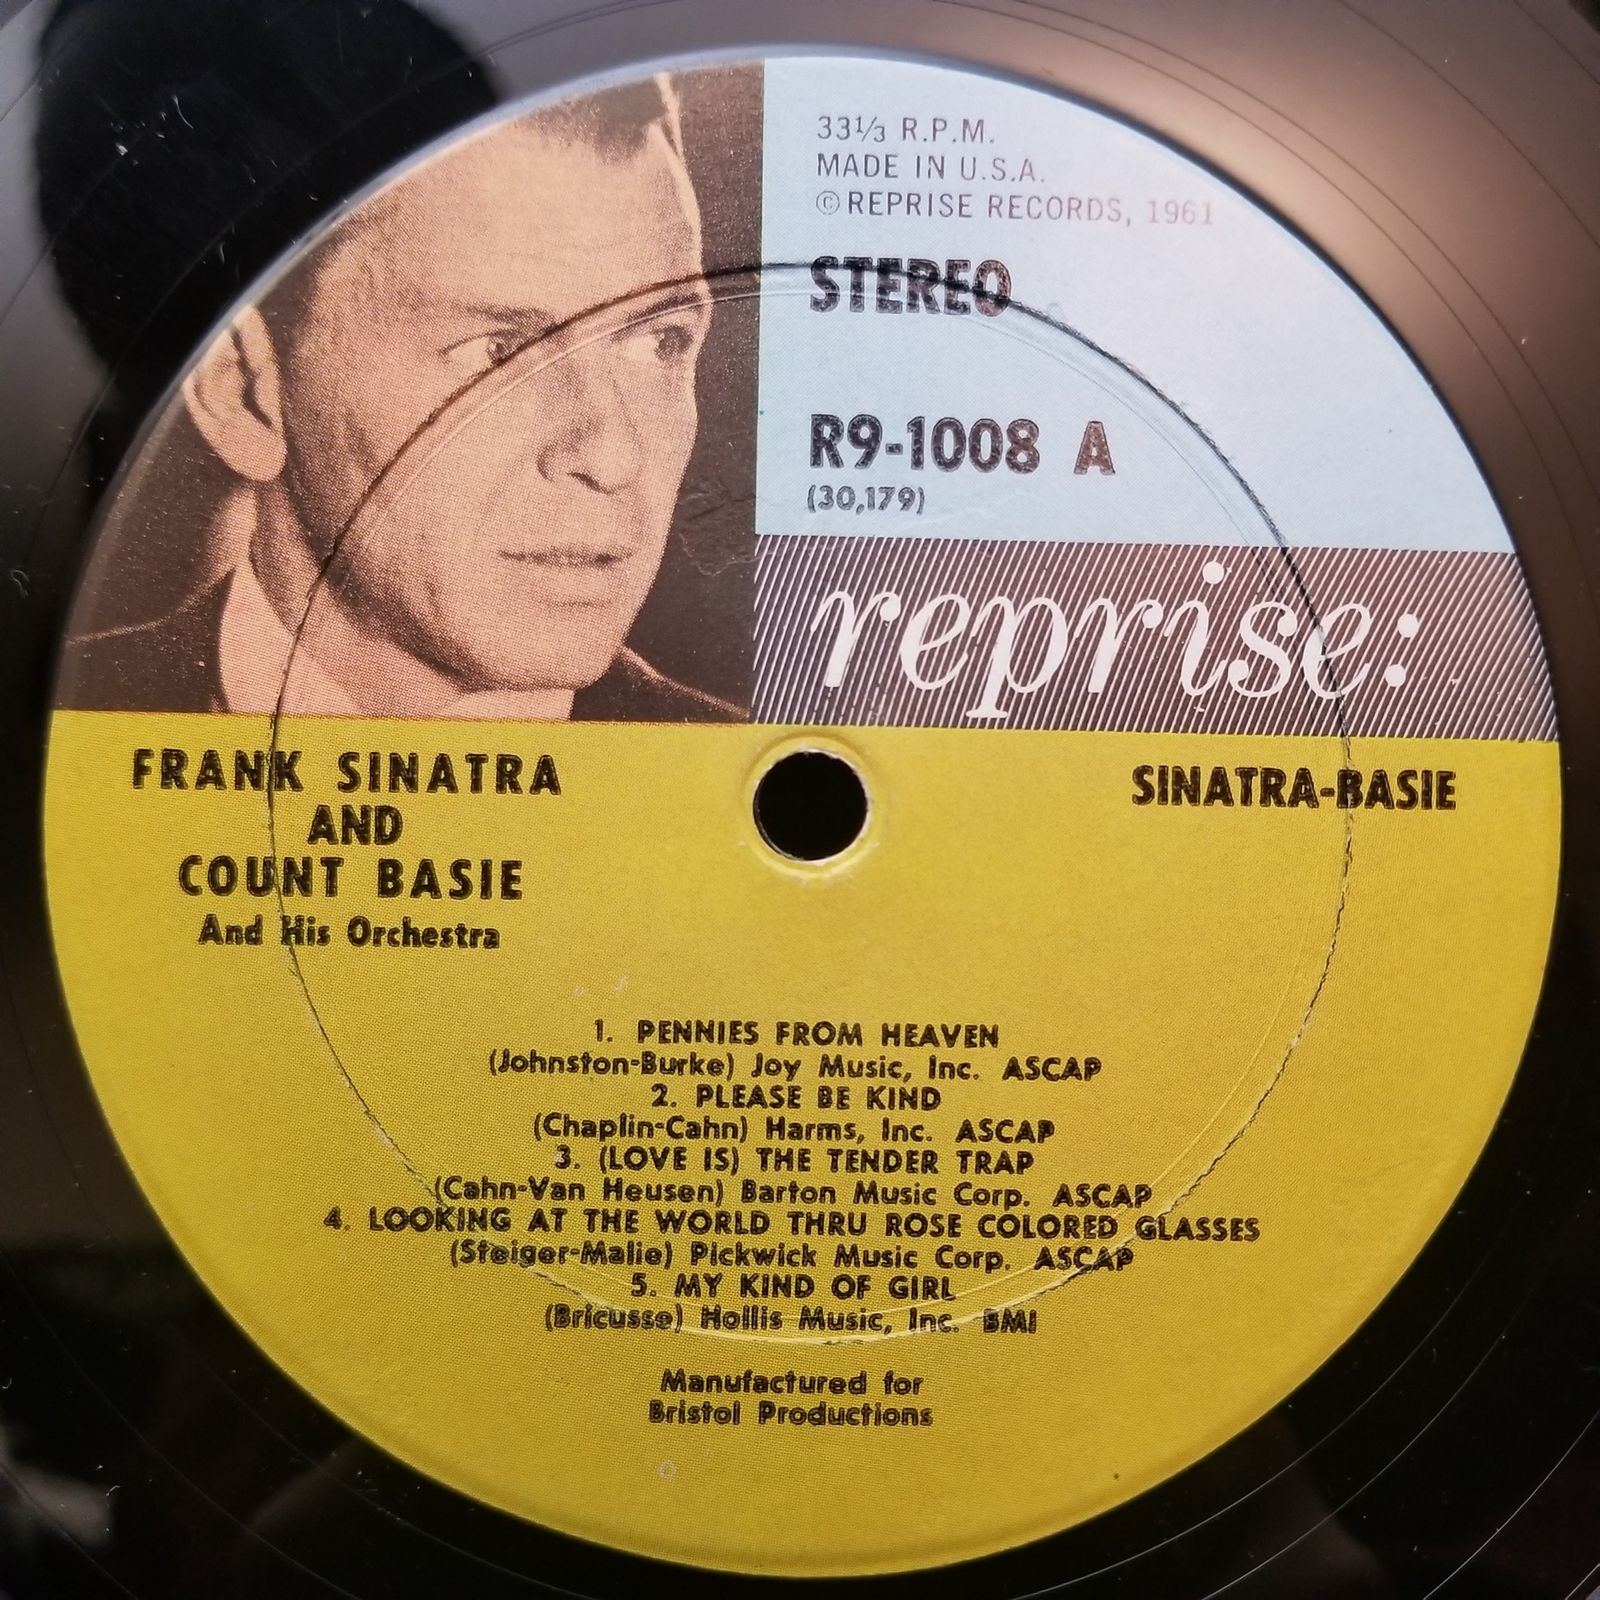 33⅓ R.P.M.
MADE IN U.S.A.
©REPRISE RECORDS, 1961
STEREO
R9-1008 A
(30,179)
reprise:
FRANK SINATRA
AND
COUNT BASIE
And His Orchestra
SINATRA-BASIE
1. PENNIES FROM HEAVEN
(Johnston-Burke) Joy Music, Inc. ASCAP
2. PLEASE BE KIND
(Chaplin-Cahn) Harms, Inc. ASCAP
3. (LOVE IS) THE TENDER TRAP
(Cahn-Van Heusen) Barton Music Corp. ASCAP
4. LOOKING AT THE WORLD THRU ROSE COLORED GLASSES
(Steiger-Malie) Pickwick Music Corp. ASCAP
5. MY KIND OF GIRL
(Bricusse) Hollis Music, Inc. BMI
Manufactured for
Bristol Productions